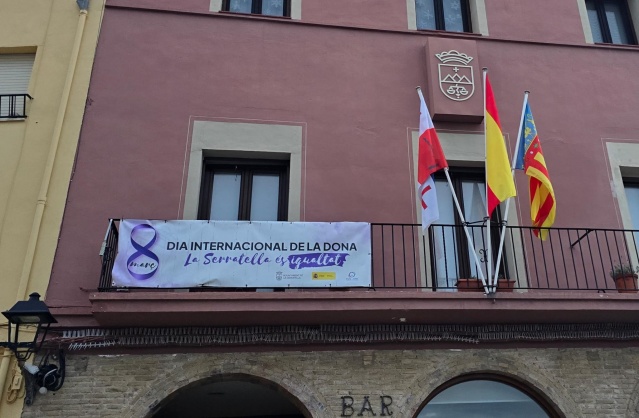 8
març
DIA INTERNACIONAL DE LA DONA
La Serratella és igualtat
BAR